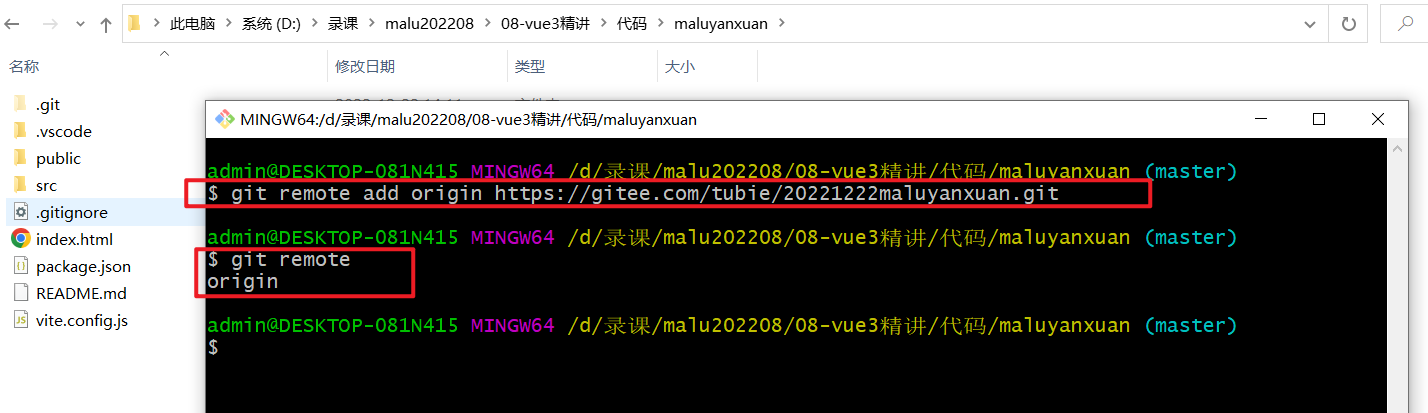 此电脑 > 系统 (D:) > 录课 > malu202208 > 08-vue3精讲 > 代码 > maluyanxuan >
名称 修改日期 类型 大小
.git
.vscode
public
src
.gitignore
index.html
package.json
README.md
vite.config.js
MINGW64:/d/录课/malu202208/08-vue3精讲/代码/maluyanxuan
admin@DESKTOP-081N415 MINGW64 /d/录课/malu202208/08-vue3精讲/代码/maluyanxuan (master)
$ git remote add origin https://gitee.com/tubie/20221222maluyanxuan.git
admin@DESKTOP-081N415 MINGW64 /d/录课/malu202208/08-vue3精讲/代码/maluyanxuan (master)
$ git remote
origin
admin@DESKTOP-081N415 MINGW64 /d/录课/malu202208/08-vue3精讲/代码/maluyanxuan (master)
$